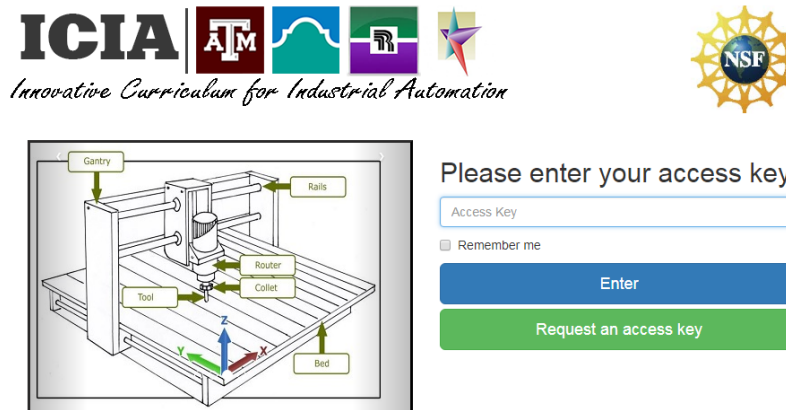 ICIA
ATM
R
NSF
Innovative Curriculum for Industrial Automation
Please enter your access key
Access Key
Remember me
Enter
Request an access key
Gantry
Rails
Router
Collet
Tool
Z
Y
X
Bed